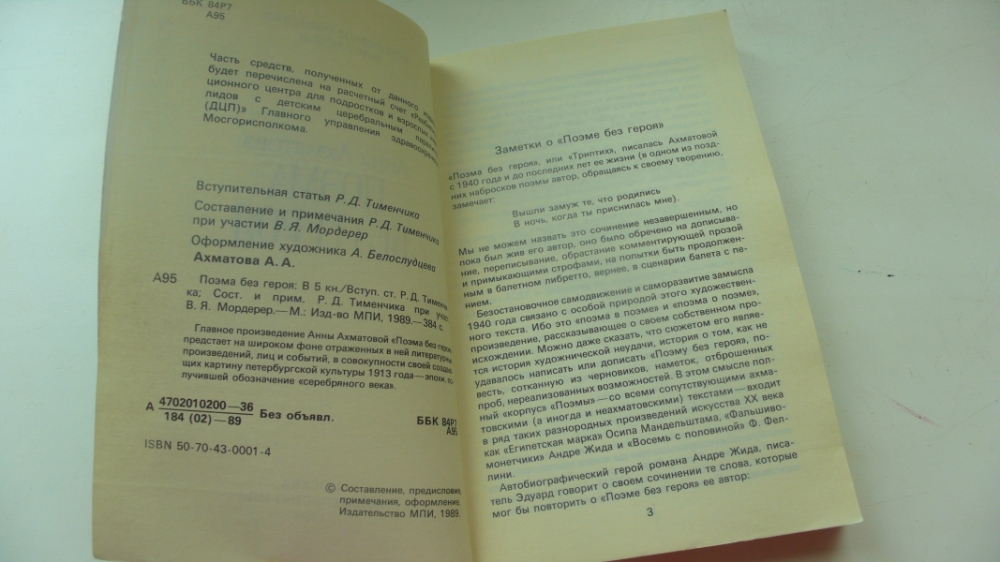 ББК 84Р7
А95
Часть средств, полученных от данного
будет перечислена на расчетный счет
ционного центра для подростков и взрослых
лидов с детским церебральным
(ДЦП)» Главного управления здравоохранения
Мосгорисполкома.
Вступительная статья Р. Д. Тименчика
Составление и примечания Р. Д. Тименчика
при участии В. Я. Мордерер
Оформление художника А. Белослудцева
Ахматова А. А.
А95 Поэма без героя: В 5 кн./Вступ. ст. Р. Д. Тименчи-
ка; Сост. и прим. Р. Д. Тименчика при участ.
В. Я. Мордерер.— М.: Изд-во МПИ, 1989.—384 с.
Главное произведение Анны Ахматовой «Поэма без героя
предстает на широком фоне отраженных в ней литературных
произведений, лиц и событий, в совокупности своей создаю-
щих картину петербургской культуры 1913 года—эпохи, по-
лучившей обозначение «серебряного века».
А 4702010200—36
184 (02)—89 Без объявл.
ББК 84Р7
А95
ISBN 50-70-43-0001-4
© Составление, предисловие,
примечания, оформление.
Издательство МПИ, 1989.
Заметки о «Поэме без героя»
«Поэма без героя», или «Триптих», писалась Ахматовой
с 1940 года и до последних лет ее жизни (в одном из позд-
них набросков поэмы автор, обращаясь к своему творению,
замечает:
Вышли замуж те, что родились
В ночь, когда ты приснилась мне).
Мы не можем назвать это сочинение незавершенным, но
пока был жив его автор, оно было обречено на дописыва-
ние, переписывание, обрастание комментирующей прозой
и примыкающими строфами, на попытки быть продолжен-
ным в балетном либретто, вернее, в сценарии балета с пе-
нием.
Безостановочное самодвижение и саморазвитие замысла
1940 года связано с особой природой этого художествен-
ного текста. Ибо это «поэма в поэме» и «поэма о поэме»,
произведение, рассказывающее о своем собственном про-
исхождении. Можно даже сказать, что сюжетом его явля-
ется история художнической неудачи, история о том, как не
удавалось написать или дописать «Поэму без героя», по-
весть, сотканную из черновиков, наметок, отброшенных
проб, нереализованных возможностей. В этом смысле пол-
ный «корпус» «Поэмы»—со всеми сопутствующими ахма-
товскими (а иногда и неахматовскими) текстами—входит
в ряд таких разнородных произведений искусства XX века
как «Египетская марка» Осипа Мандельштама, «Фальшиво-
монетчики» Андре Жида и «Восемь с половиной» Ф. Фел-
лини.
Автобиографический герой романа Андре Жида, писа-
тель Эдуард говорит о своем сочинении те слова, которые
мог бы повторить о «Поэме без героя» ее автор:
3